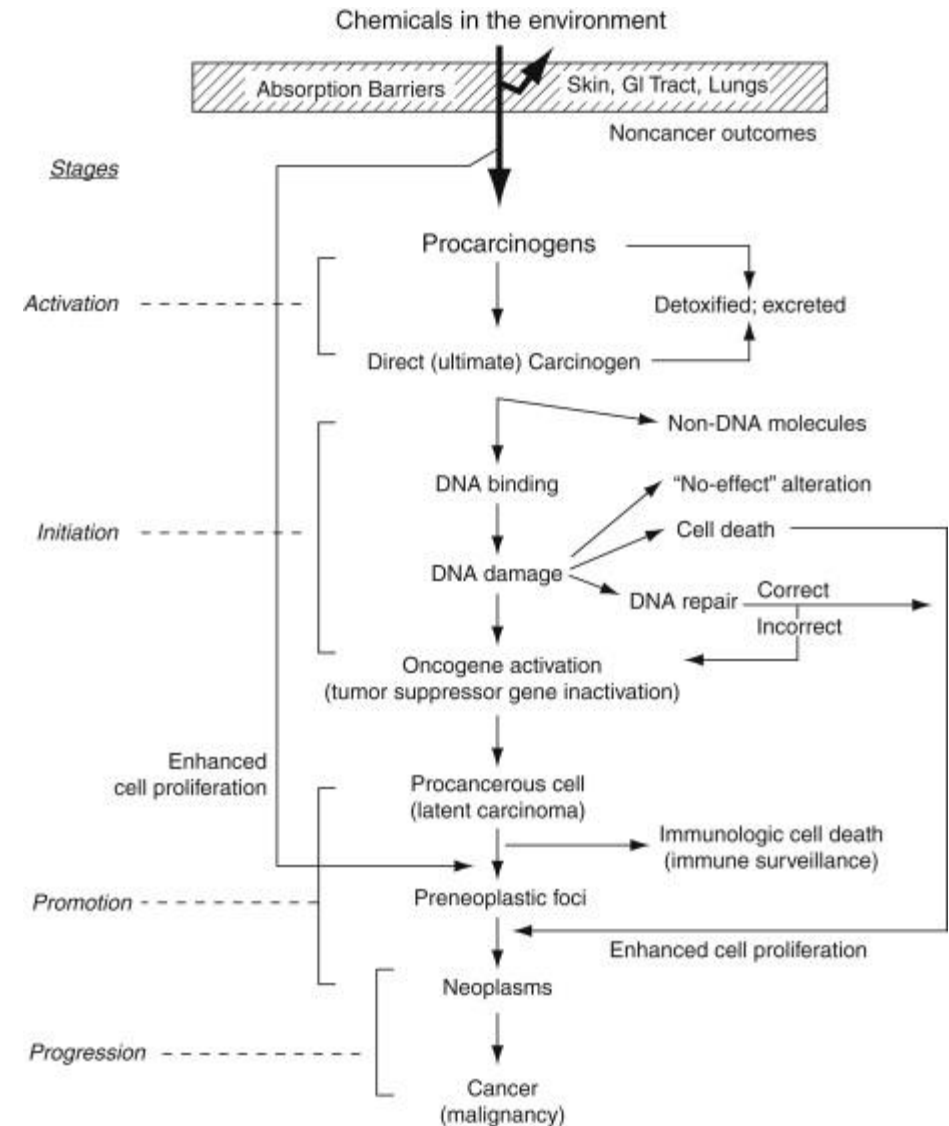 Chemicals in the environment
Absorption Barriers
Skin, GI Tract, Lungs
Noncancer outcomes
Stages
Procarcinogens
Activation
Detoxified; excreted
Direct (ultimate) Carcinogen
Non-DNA molecules
DNA binding
“No-effect” alteration
Initiation
Cell death
DNA damage
DNA repair
Correct
Incorrect
Oncogene activation
(tumor suppressor gene inactivation)
Enhanced
cell proliferation
Procancerous cell
(latent carcinoma)
Immunologic cell death
(immune surveillance)
Promotion
Preneoplastic foci
Enhanced cell proliferation
Neoplasms
Progression
Cancer
(malignancy)